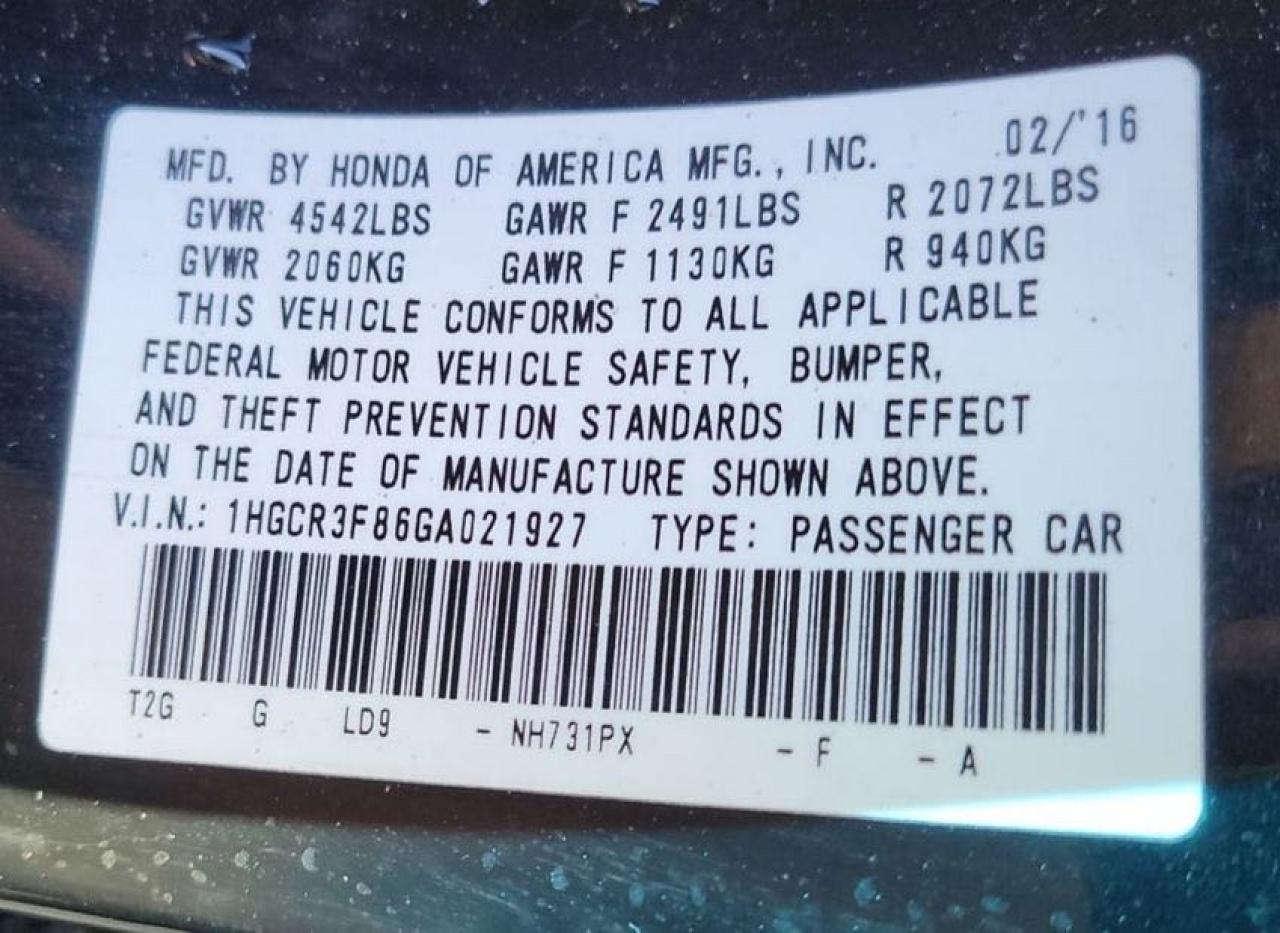 MFD. BY HONDA OF AMERICA MFG., INC. 02/'16
GVWR 4542LBS GAWR F 2491LBS R 2072LBS
GVWR 2060KG GAWR F 1130KG R 940KG
THIS VEHICLE CONFORMS TO ALL APPLICABLE
FEDERAL MOTOR VEHICLE SAFETY, BUMPER,
AND THEFT PREVENTION STANDARDS IN EFFECT
ON THE DATE OF MANUFACTURE SHOWN ABOVE.
V.I.N.: 1HGCR3F86GA021927 TYPE: PASSENGER CAR
T2G G LD9 - NH731PX - F - A